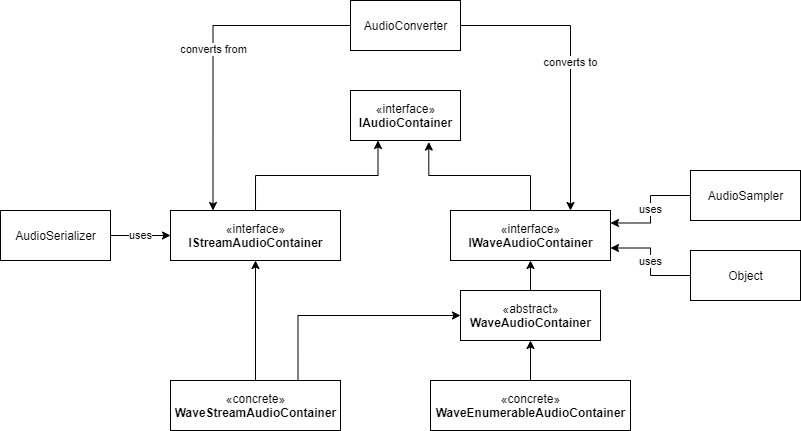 AudioConverter
converts from
converts to
«interface»
IAudioContainer
AudioSampler
uses
AudioSerializer
uses
«interface»
IStreamAudioContainer
«interface»
IWaveAudioContainer
uses
Object
«abstract»
WaveAudioContainer
«concrete»
WaveStreamAudioContainer
«concrete»
WaveEnumerableAudioContainer